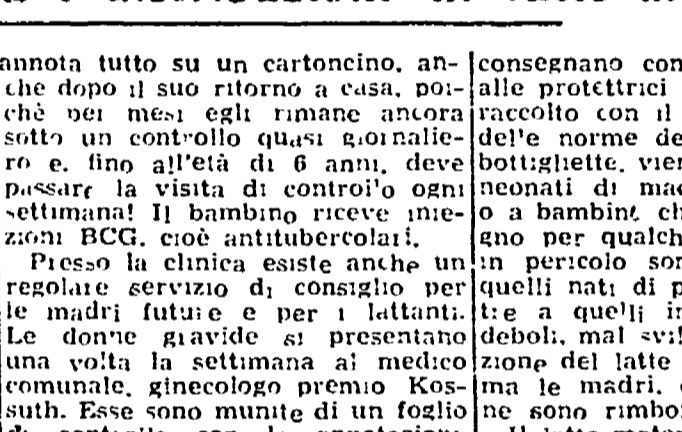 annota tutto su un cartoncino, an-
che dopo il suo ritorno a casa, poi-
chè per mesi egli rimane ancora
sotto un controllo quasi giornalie-
ro e, fino all'età di 6 anni, deve
passare la visita di controllo ogni
settimana! Il bambino riceve inie-
zioni BCG, cioè antitubercolari.
Presso la clinica esiste anche un
regolare servizio di consiglio per
le madri future e per i lattanti.
Le donne gravide si presentano
una volta la settimana al medico
comunale, ginecologo premio Kos-
suth. Esse sono munite di un foglio
consegnano con
alle protettrici
raccolto con il
delle norme de
bottigliette, vien
neonati di mad
o a bambini ch
gno per qualch
in pericolo son
quelli nati di p
tre a quelli in
deboli, mal svil
zione del latte
ma le madri,
ne sono rimbo